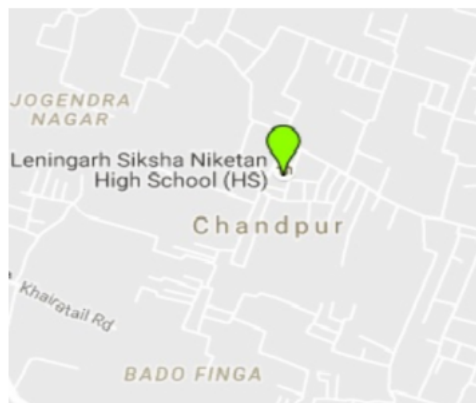 JOGENDRA
NAGAR
Leningarh Siksha Niketan
High School (HS)
Chandpur
Khairatail Rd
BADO FINGA